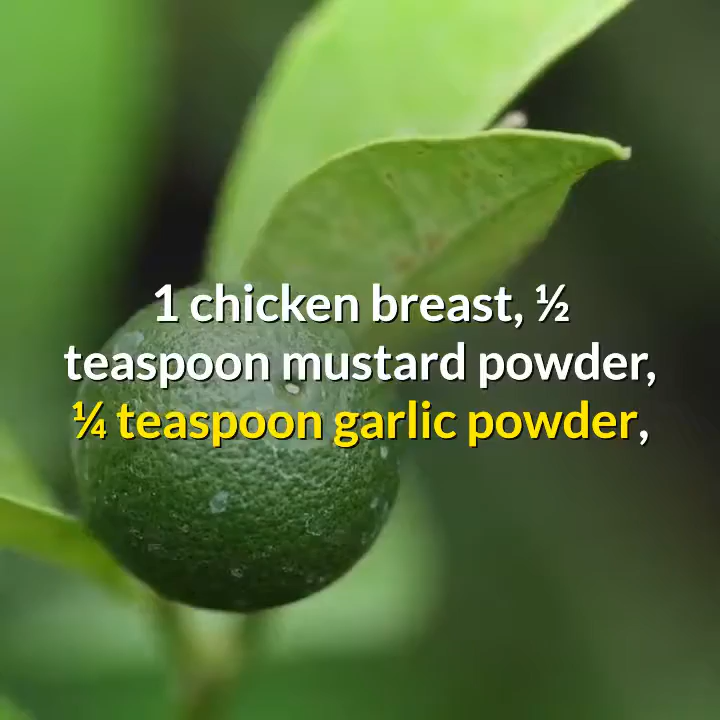 1 chicken breast, ½
teaspoon mustard powder,
¼ teaspoon garlic powder,